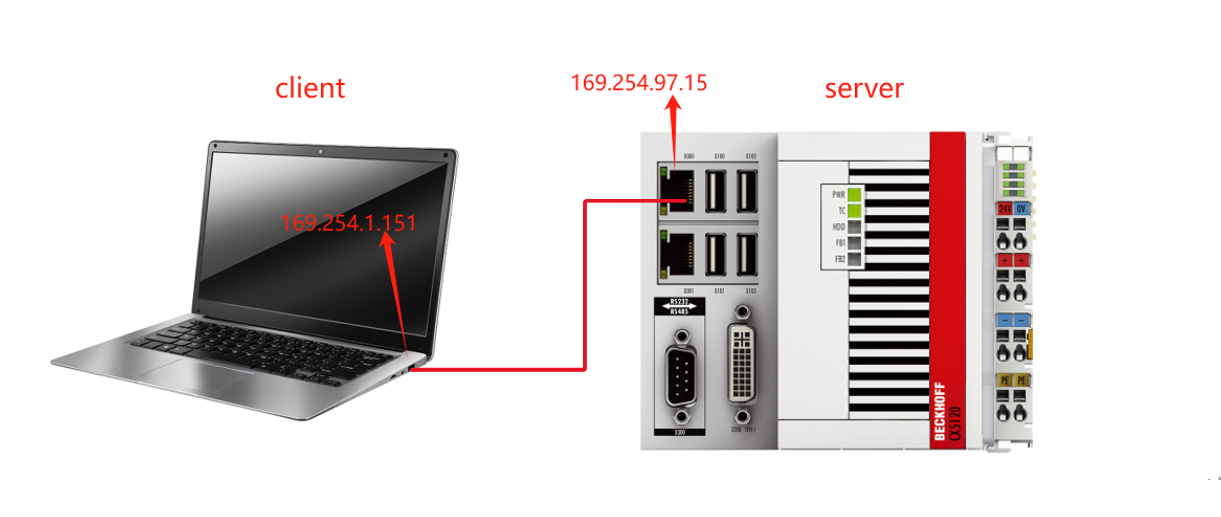 client
169.254.97.15
server
169.254.1.151
X000 X100 X102
PWR
TC
HDD
FB1
FB2
24V 0V
+ +
X001 X101 X103
RS232
RS485
− −
PE PE
X300
BECKHOFF
CX5120